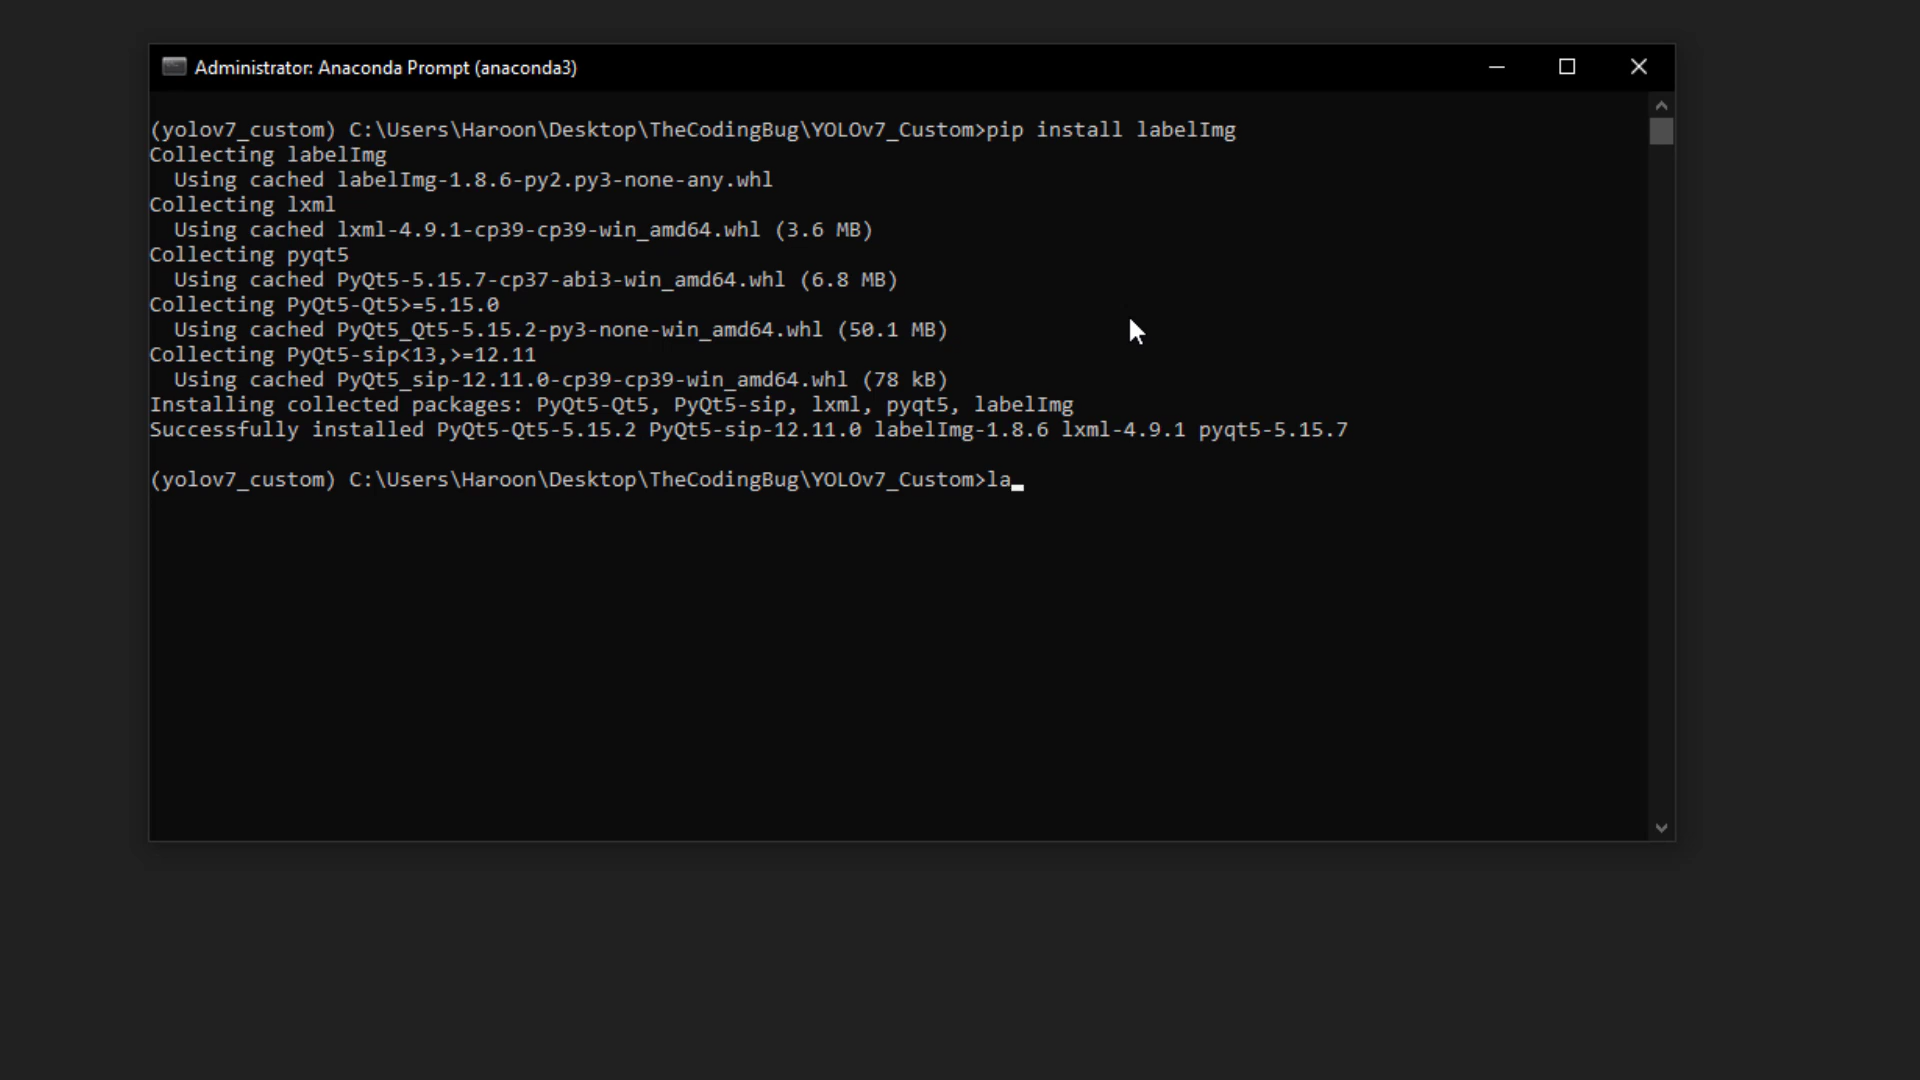 Administrator: Anaconda Prompt (anaconda3)
(yolov7_custom) C:\Users\Haroon\Desktop\TheCodingBug\YOLOv7_Custom>pip install labelImg
Collecting labelImg
  Using cached labelImg-1.8.6-py2.py3-none-any.whl
Collecting lxml
  Using cached lxml-4.9.1-cp39-cp39-win_amd64.whl (3.6 MB)
Collecting pyqt5
  Using cached PyQt5-5.15.7-cp37-abi3-win_amd64.whl (6.8 MB)
Collecting PyQt5-Qt5>=5.15.0
  Using cached PyQt5_Qt5-5.15.2-py3-none-win_amd64.whl (50.1 MB)
Collecting PyQt5-sip<13,>=12.11
  Using cached PyQt5_sip-12.11.0-cp39-cp39-win_amd64.whl (78 kB)
Installing collected packages: PyQt5-Qt5, PyQt5-sip, lxml, pyqt5, labelImg
Successfully installed PyQt5-Qt5-5.15.2 PyQt5-sip-12.11.0 labelImg-1.8.6 lxml-4.9.1 pyqt5-5.15.7
(yolov7_custom) C:\Users\Haroon\Desktop\TheCodingBug\YOLOv7_Custom>la